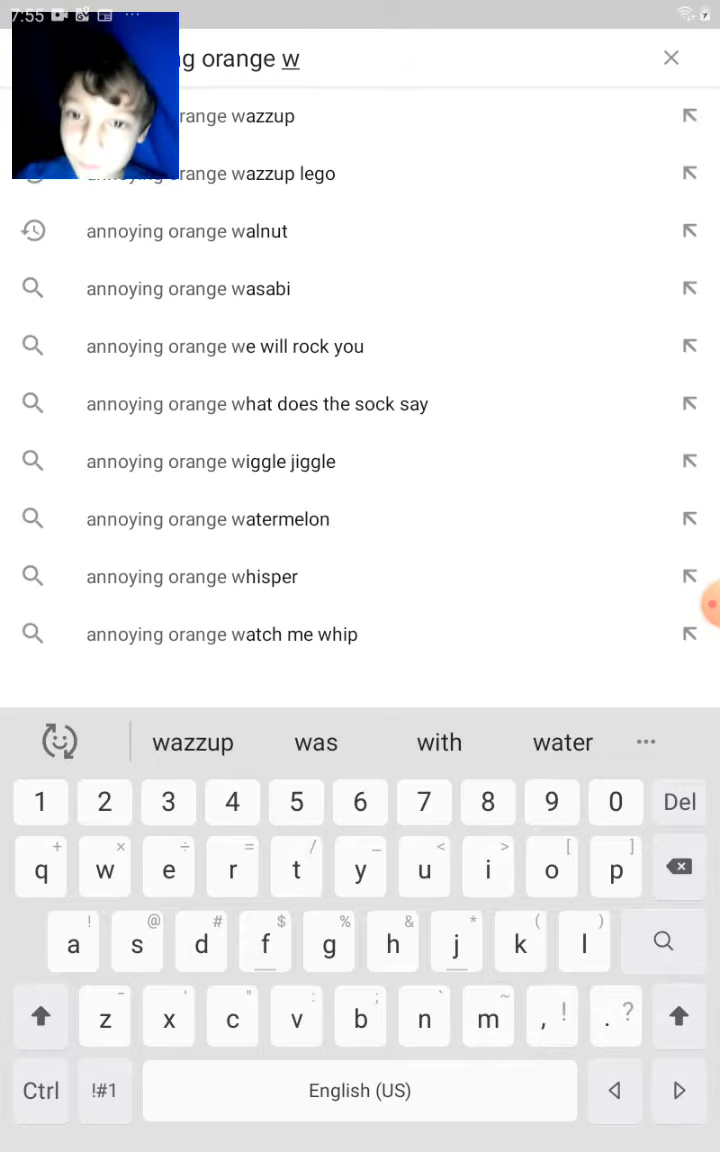 7:55
ng orange w
range wazzup
annoying orange wazzup lego
annoying orange walnut
annoying orange wasabi
annoying orange we will rock you
annoying orange what does the sock say
annoying orange wiggle jiggle
annoying orange watermelon
annoying orange whisper
annoying orange watch me whip
wazzup was with water ...
1 2 3 4 5 6 7 8 9 0 Del
+ × ÷ = / _ < > [ ]
q w e r t y u i o p
! @ # $ % & * ( )
a s d f g h j k l
- ' " : ; ` ~ ! ?
z x c v b n m , .
Ctrl !#1 English (US)